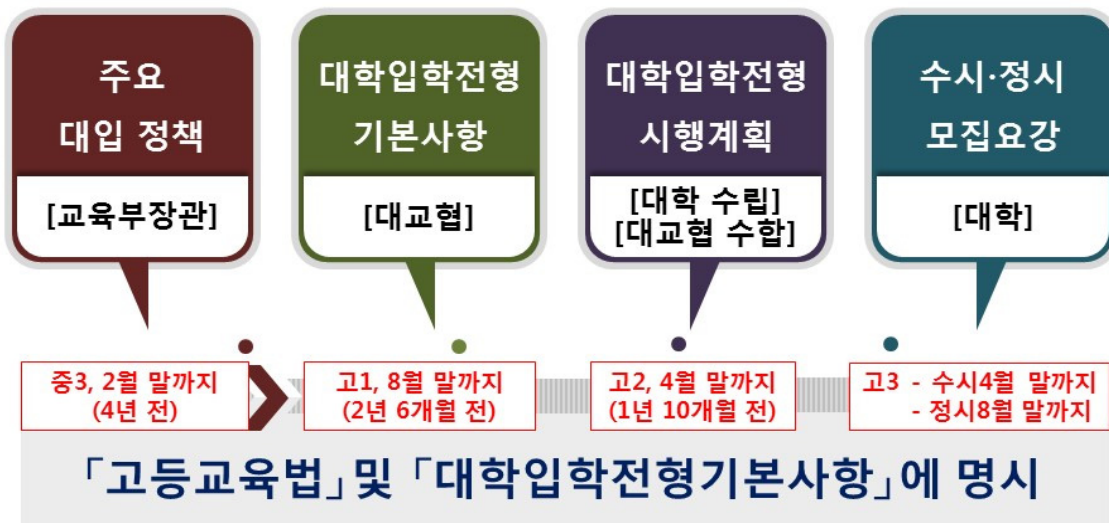 주요
대입 정책
[교육부장관]
대학입학전형
기본사항
[대교협]
대학입학전형
시행계획
[대학 수립]
[대교협 수합]
수시·정시
모집요강
[대학]
중3, 2월 말까지
(4년 전)
고1, 8월 말까지
(2년 6개월 전)
고2, 4월 말까지
(1년 10개월 전)
고3 - 수시4월 말까지
- 정시8월 말까지
「고등교육법」및 「대학입학전형기본사항」에 명시